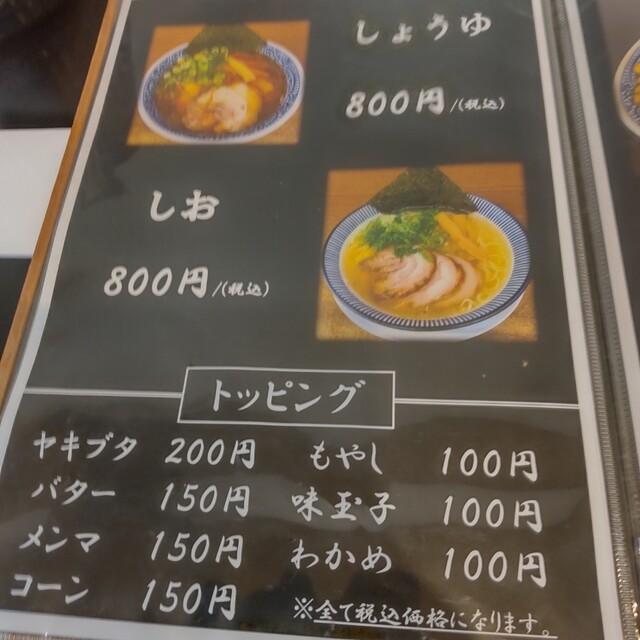 しょうゆ
800円/(税込)
しお
800円/(税込)
トッピング
ヤキブタ 200円 もやし 100円
バター 150円 味玉子 100円
メンマ 150円 わかめ 100円
コーン 150円
※全て税込価格になります。